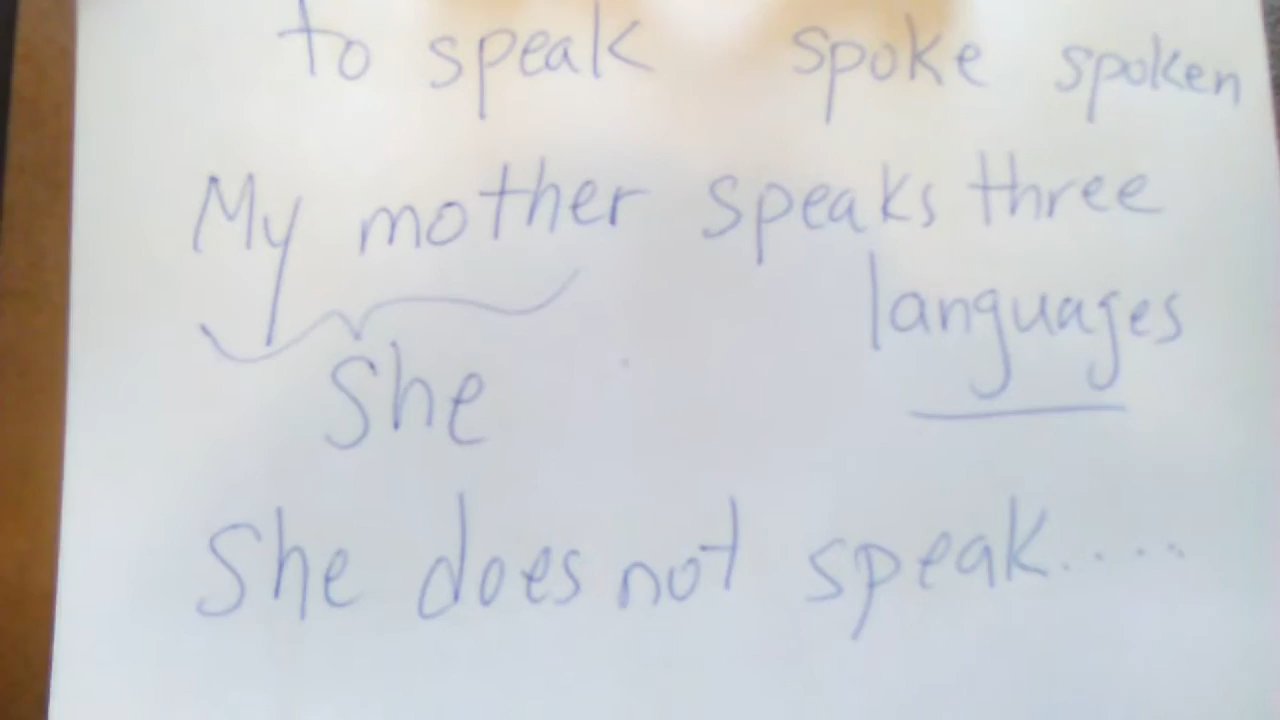 to speak spoke spoken
My mother speaks three
languages
She
She does not speak.....